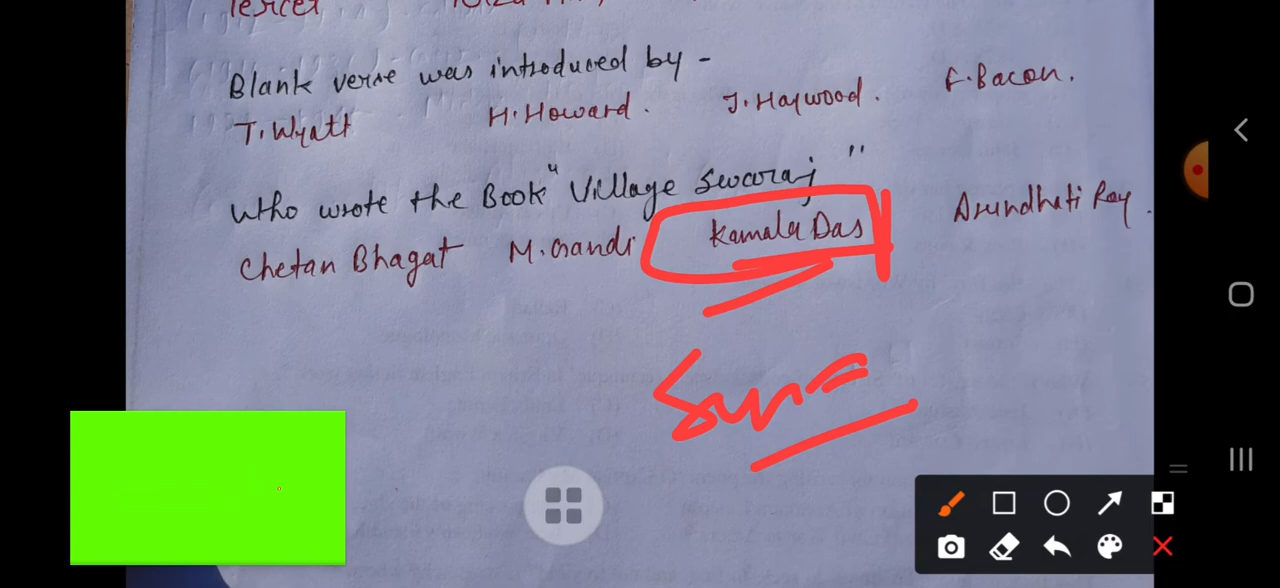 Blank verse was introduced by -
T. Wyatt H. Howard. J. Haywood. F. Bacon.
Who wrote the Book "Village Swaraj"
Chetan Bhagat M. Gandi Kamala Das Arundhati Roy.